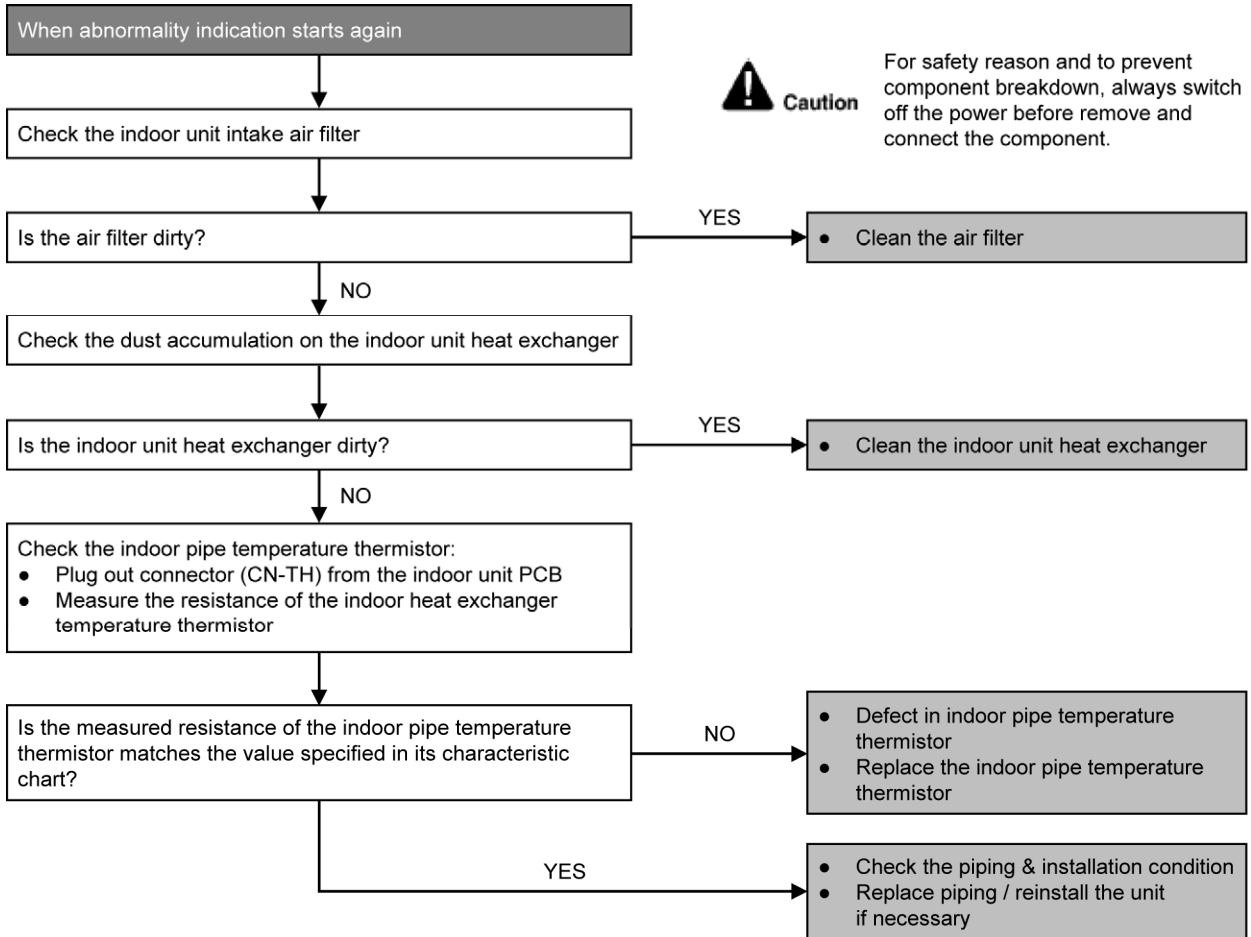 When abnormality indication starts again
Caution
For safety reason and to prevent
component breakdown, always switch
off the power before remove and
connect the component.
Check the indoor unit intake air filter
Is the air filter dirty?
YES
● Clean the air filter
NO
Check the dust accumulation on the indoor unit heat exchanger
Is the indoor unit heat exchanger dirty?
YES
● Clean the indoor unit heat exchanger
NO
Check the indoor pipe temperature thermistor:
● Plug out connector (CN-TH) from the indoor unit PCB
● Measure the resistance of the indoor heat exchanger
temperature thermistor
Is the measured resistance of the indoor pipe temperature
thermistor matches the value specified in its characteristic
chart?
NO
● Defect in indoor pipe temperature
thermistor
● Replace the indoor pipe temperature
thermistor
YES
● Check the piping & installation condition
● Replace piping / reinstall the unit
if necessary